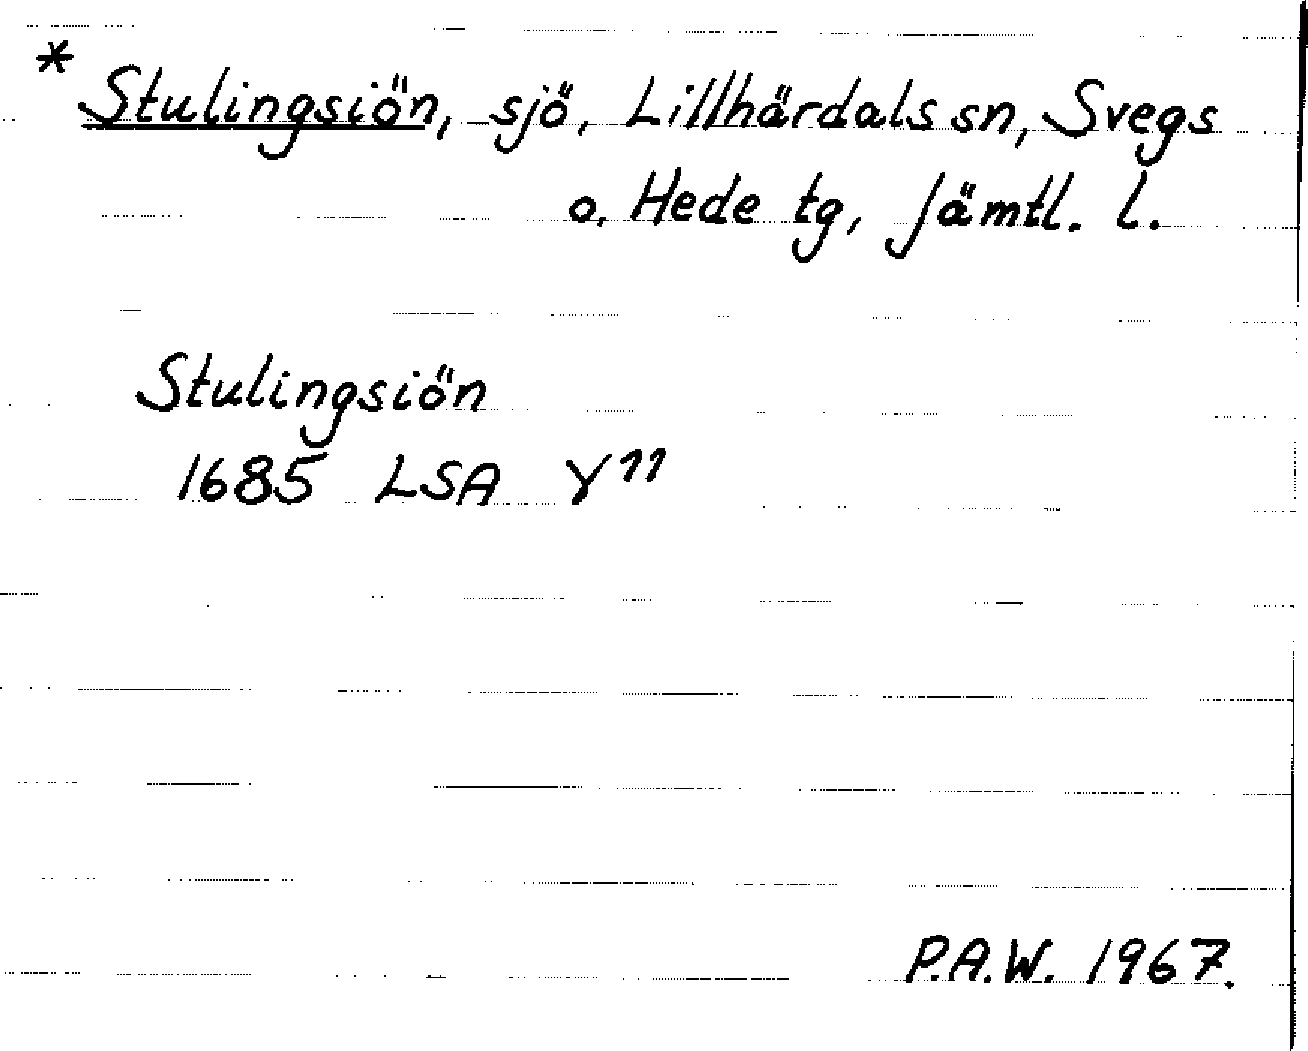 * Stulingsiön, sjö, Lillhärdals sn, Svegs
o. Hede tg, Jämtl. l.
Stulingsiön
1685 LSA Y11
P.A.W. 1967.